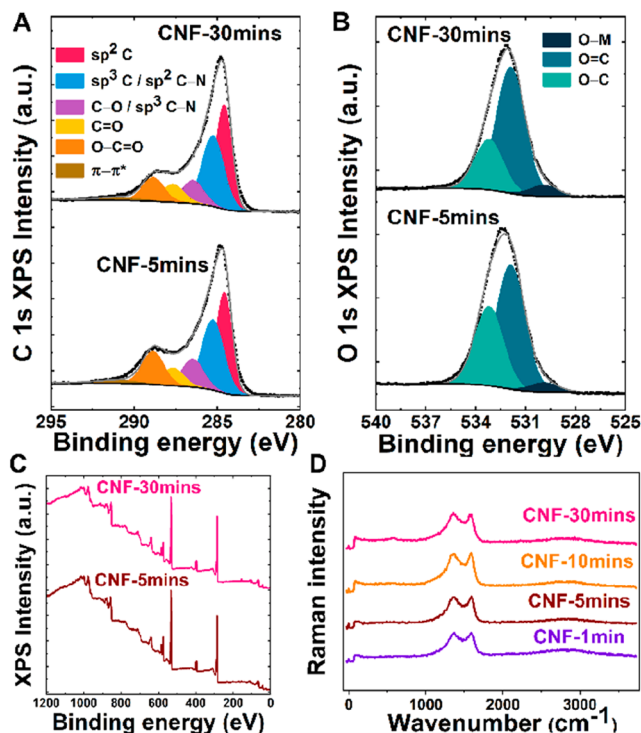 A
CNF-30mins
sp² C
sp³ C / sp² C–N
C–O / sp³ C–N
C=O
O–C=O
π–π*
CNF-5mins
C 1s XPS Intensity (a.u.)
295 290 285 280
Binding energy (eV)
B
CNF-30mins
O–M
O=C
O–C
CNF-5mins
O 1s XPS Intensity (a.u.)
540 537 534 531 528 525
Binding energy (eV)
C
CNF-30mins
CNF-5mins
XPS Intensity (a.u.)
1200 1000 800 600 400 200 0
Binding energy (eV)
D
CNF-30mins
CNF-10mins
CNF-5mins
CNF-1min
Raman intensity
0 1000 2000 3000
Wavenumber (cm⁻¹)